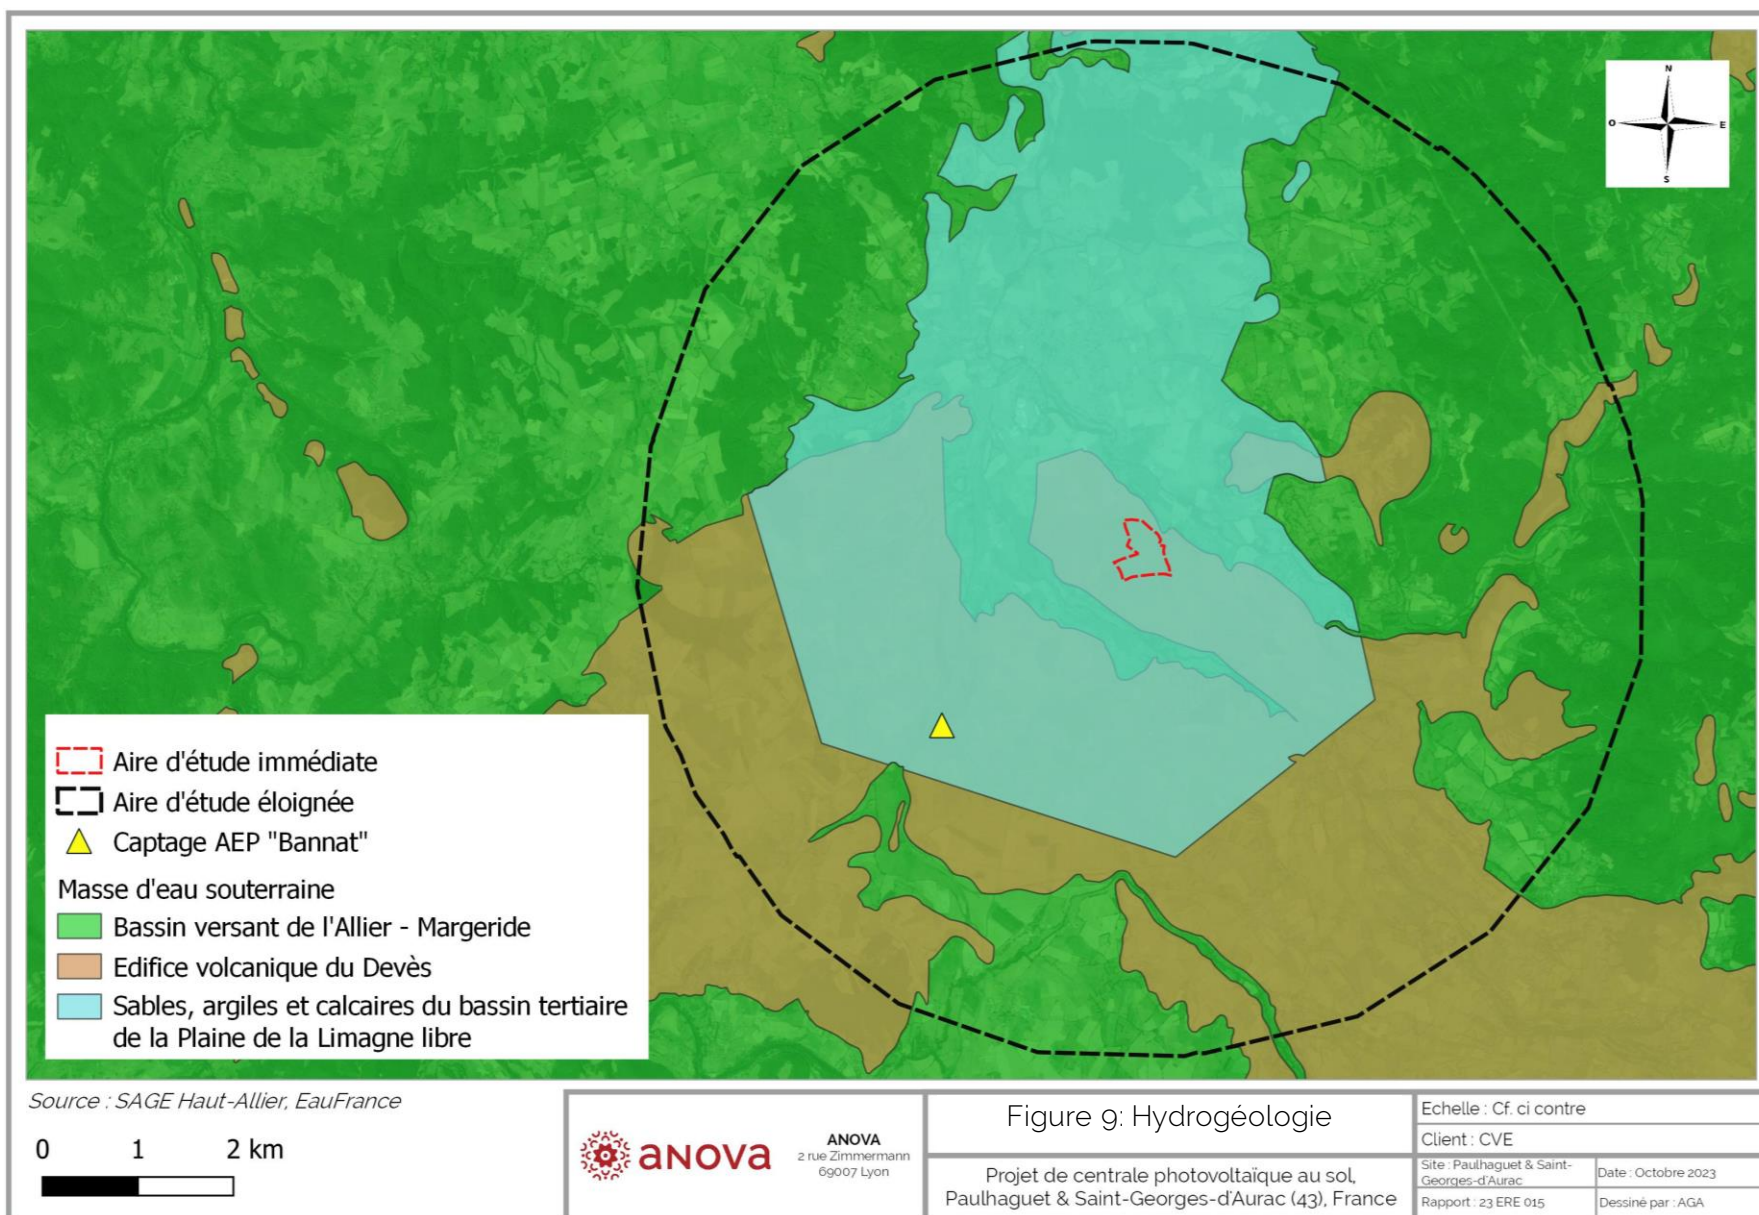 N
O
E
S
Aire d'étude immédiate
Aire d'étude éloignée
Captage AEP "Bannat"
Masse d'eau souterraine
Bassin versant de l'Allier - Margeride
Edifice volcanique du Devès
Sables, argiles et calcaires du bassin tertiaire
de la Plaine de la Limagne libre
Source : SAGE Haut-Allier, EauFrance
0 1 2 km
ANOVA
ANOVA
2 rue Zimmermann
69007 Lyon
Figure 9: Hydrogéologie
Projet de centrale photovoltaïque au sol,
Paulhaguet & Saint-Georges-d'Aurac (43), France
Echelle : Cf. ci contre
Client : CVE
Site : Paulhaguet & Saint-
Georges-d'Aurac
Date : Octobre 2023
Rapport : 23 ERE 015
Dessiné par : AGA